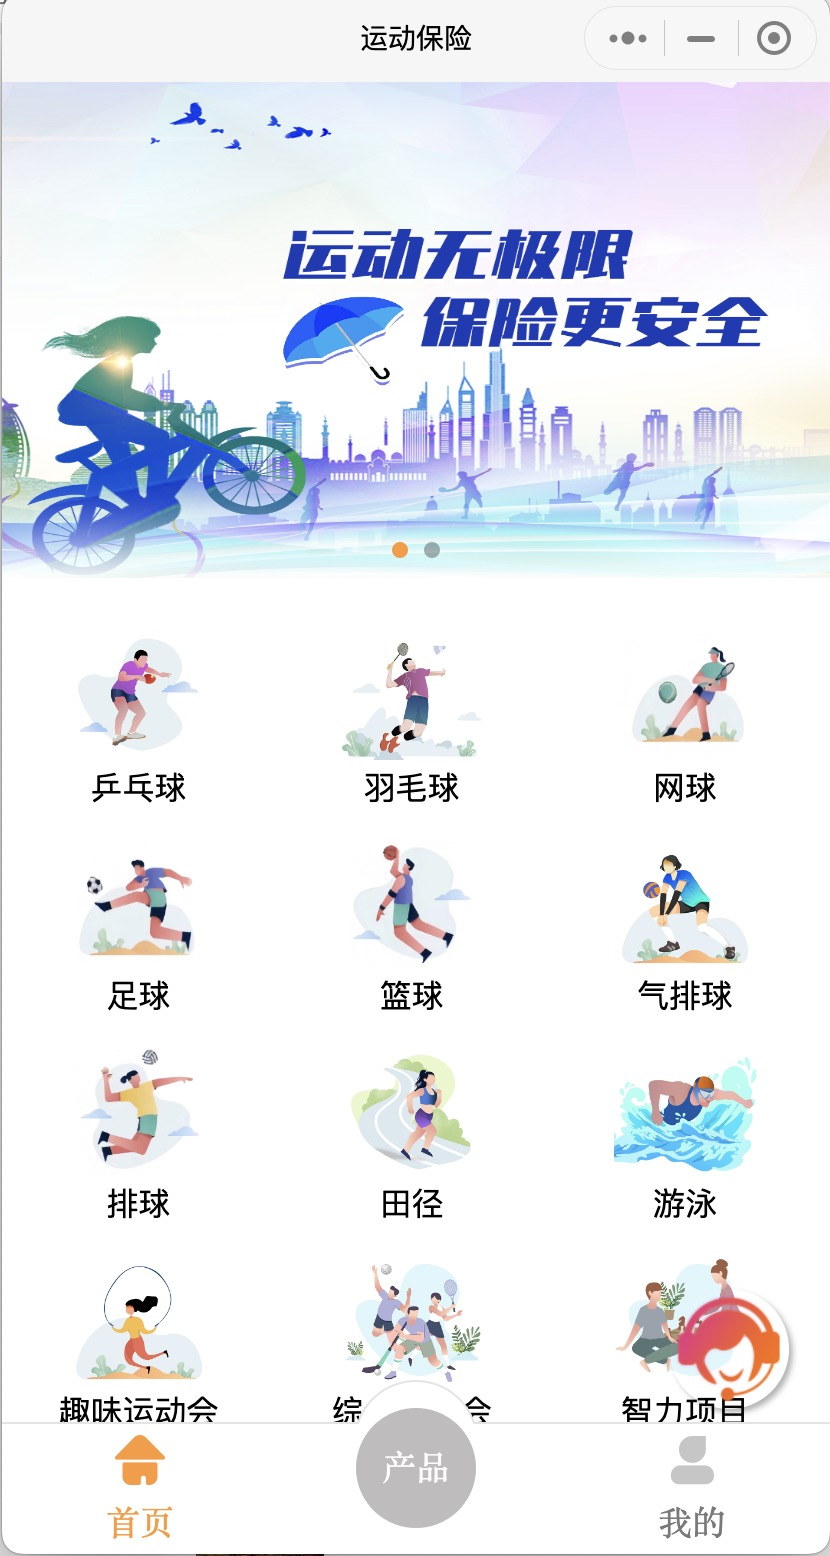 运动保险
运动无极限
保险更安全
乒乓球
羽毛球
网球
足球
篮球
气排球
排球
田径
游泳
趣味运动会
综
会
智力项目
产品
首页
我的